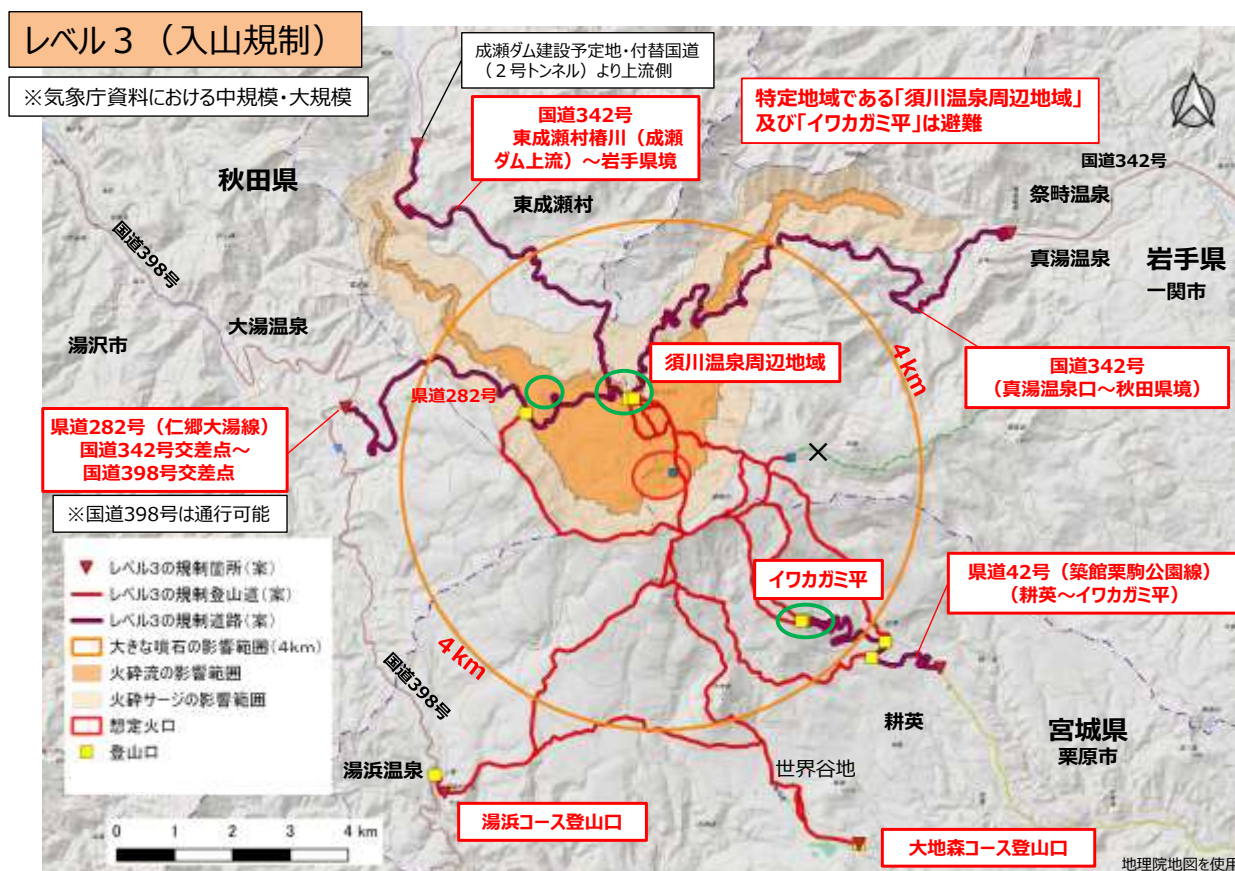 レベル３（入山規制）
※気象庁資料における中規模・大規模
成瀬ダム建設予定地・付替国道
（２号トンネル）より上流側
国道342号
東成瀬村椿川（成瀬
ダム上流）～岩手県境
特定地域である「須川温泉周辺地域」
及び「イワカガミ平」は避難
国道342号
秋田県
東成瀬村
祭畤温泉
真湯温泉
岩手県
一関市
国道398号
大湯温泉
湯沢市
須川温泉周辺地域
4km
国道342号
（真湯温泉口～秋田県境）
県道282号
県道282号（仁郷大湯線）
国道342号交差点～
国道398号交差点
※国道398号は通行可能
レベル3の規制箇所(案)
レベル3の規制登山道(案)
レベル3の規制道路(案)
大きな噴石の影響範囲(4km)
火砕流の影響範囲
火砕サージの影響範囲
想定火口
登山口
イワカガミ平
県道42号（築館栗駒公園線）
（耕英～イワカガミ平）
4km
国道398号
耕英
宮城県
栗原市
湯浜温泉
世界谷地
湯浜コース登山口
大地森コース登山口
0 1 2 3 4 km
地理院地図を使用